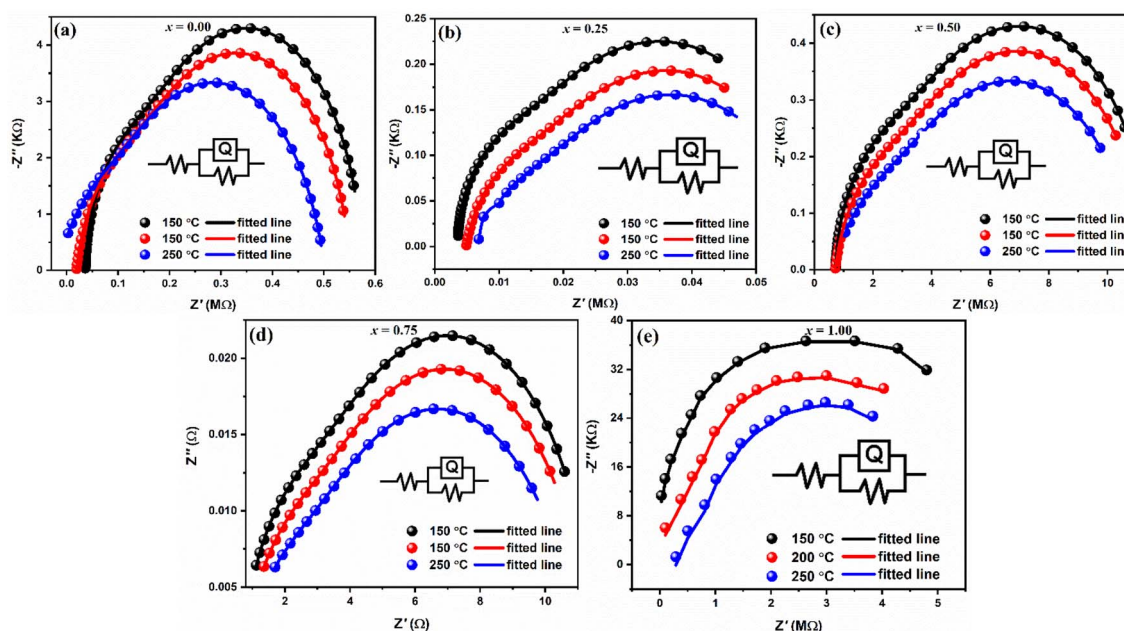 (a)
x = 0.00
-Z″ (KΩ)
4
3
2
1
0
Q
150 °C fitted line
150 °C fitted line
250 °C fitted line
0.0 0.1 0.2 0.3 0.4 0.5 0.6
Z′ (MΩ)
(b)
x = 0.25
-Z″ (KΩ)
0.25
0.20
0.15
0.10
0.05
0.00
Q
150 °C fitted line
150 °C fitted line
250 °C fitted line
0.00 0.01 0.02 0.03 0.04 0.05
Z′ (MΩ)
(c)
x = 0.50
-Z″ (KΩ)
0.4
0.3
0.2
0.1
0.0
Q
150 °C fitted line
150 °C fitted line
250 °C fitted line
0 2 4 6 8 10
Z′ (MΩ)
(d)
x = 0.75
Z″ (Ω)
0.020
0.015
0.010
0.005
Q
150 °C fitted line
150 °C fitted line
250 °C fitted line
2 4 6 8 10
Z′ (Ω)
(e)
x = 1.00
-Z″ (KΩ)
36
32
24
16
8
0
Q
150 °C fitted line
200 °C fitted line
250 °C fitted line
0 1 2 3 4 5
Z′ (MΩ)